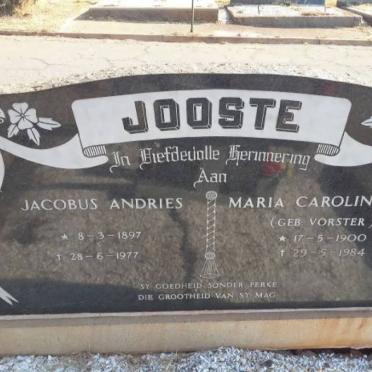 JOOSTE
In Liefdevolle Herinnering
Aan
JACOBUS ANDRIES
* 8-3-1897
† 28-6-1977
MARIA CAROLIN
(GEB. VORSTER)
* 17-5-1900
† 29-5-1984
SY GOEDHEID SONDER PERKE
DIE GROOTHEID VAN SY MAG